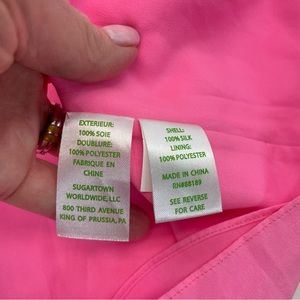 EXTERIEUR:
100% SOIE
DOUBLURE:
100% POLYESTER
FABRIQUE EN
CHINE
SUGARTOWN
WORLDWIDE, LLC
800 THIRD AVENUE
KING OF PRUSSIA, PA
SHELL:
100% SILK
LINING:
100% POLYESTER
MADE IN CHINA
RN#88189
SEE REVERSE
FOR CARE